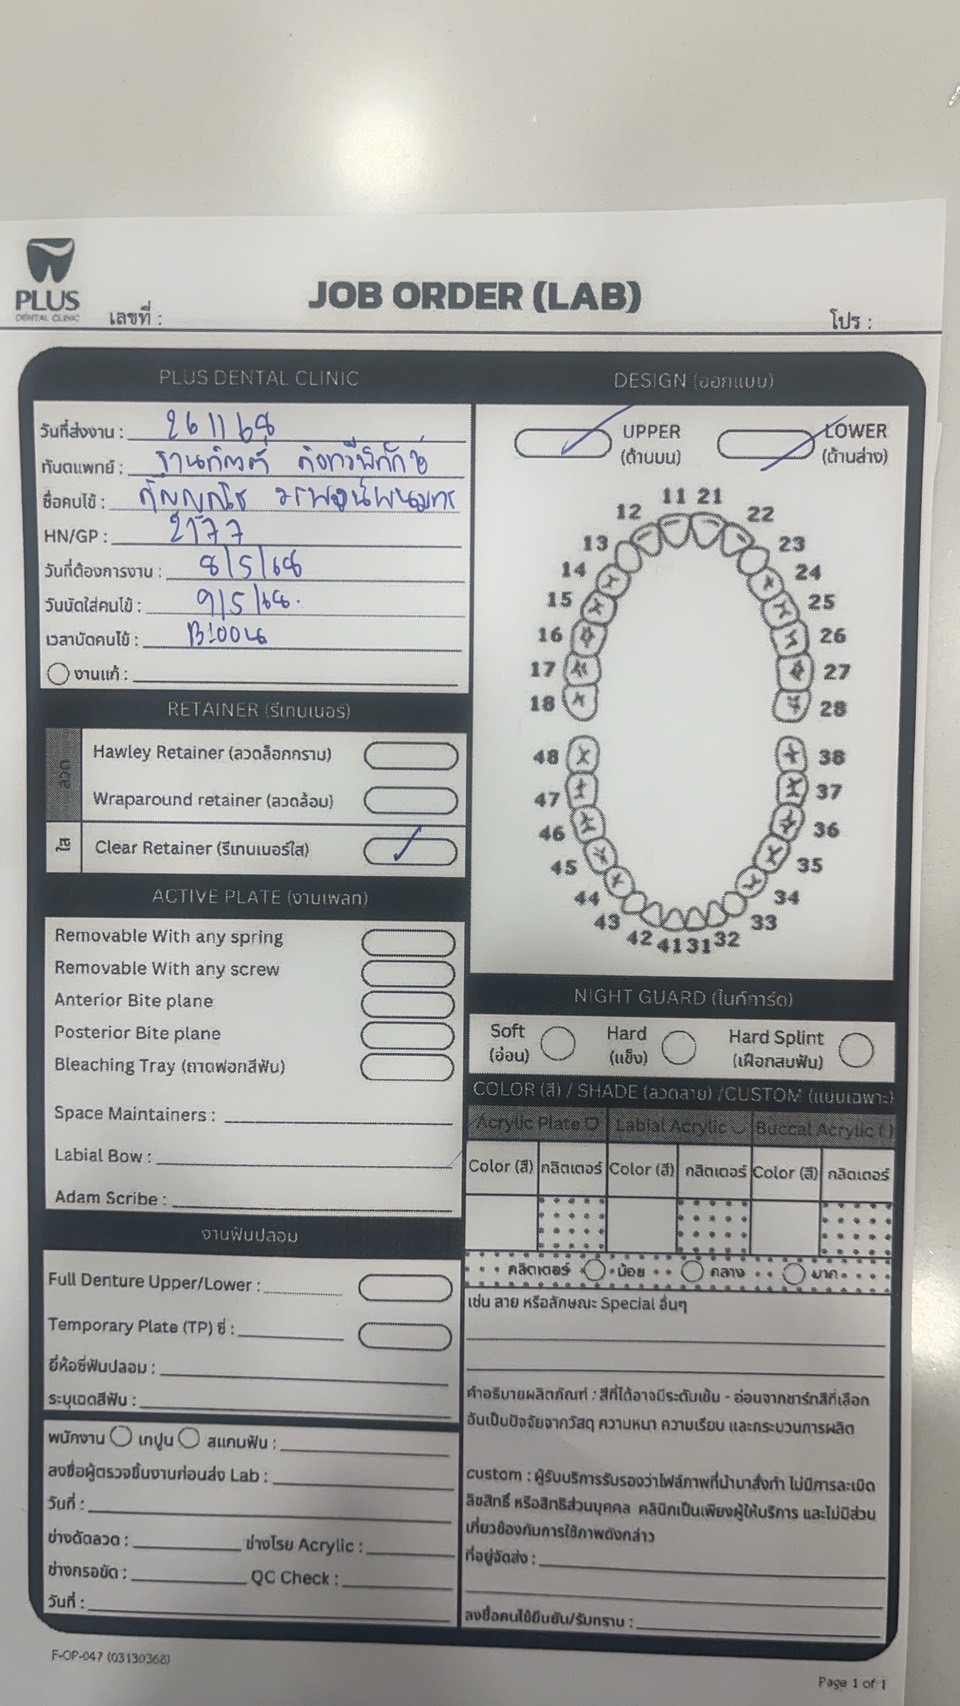 PLUS
DENTAL CLINIC
JOB ORDER (LAB)
เลขที่ :
โปร :
PLUS DENTAL CLINIC
วันที่ส่งงาน :
ทันตแพทย์ :
ชื่อคนไข้ :
HN/GP : 2177
วันที่ต้องการงาน : 8/5/68
วันนัดใส่คนไข้ : 9/5/68.
เวลานัดคนไข้ :
งานแก้ :
RETAINER (รีเทนเนอร์)
ลวด
Hawley Retainer (ลวดล็อกกราม)
Wraparound retainer (ลวดล้อม)
ใส
Clear Retainer (รีเทนเนอร์ใส)
ACTIVE PLATE (งานเพลท)
Removable With any spring
Removable With any screw
Anterior Bite plane
Posterior Bite plane
Bleaching Tray (ถาดฟอกสีฟัน)
Space Maintainers :
Labial Bow :
Adam Scribe :
งานฟันปลอม
Full Denture Upper/Lower :
Temporary Plate (TP) ซี่ :
ยี่ห้อซี่ฟันปลอม :
ระบุเฉดสีฟัน :
พนักงาน เทปูน สแกนฟัน :
ลงชื่อผู้ตรวจชิ้นงานก่อนส่ง Lab :
วันที่ :
ช่างดัดลวด : ช่างโรย Acrylic :
ช่างกรอขัด : QC Check :
วันที่ :
DESIGN (ออกแบบ)
UPPER (ด้านบน)
LOWER (ด้านล่าง)
11 21
12 22
13 23
14 24
15 25
16 26
17 27
18 28
48 38
47 37
46 36
45 35
44 34
43 33
42 41 31 32
NIGHT GUARD (ไนท์การ์ด)
Soft (อ่อน)
Hard (แข็ง)
Hard Splint (เฝือกสบฟัน)
COLOR (สี) / SHADE (ลวดลาย) /CUSTOM (แบบเฉพาะ)
Acrylic Plate Labial Acrylic Buccal Acrylic ( )
Color (สี) กลิตเตอร์ Color (สี) กลิตเตอร์ Color (สี) กลิตเตอร์
กลิตเตอร์ น้อย กลาง มาก
เช่น ลาย หรือลักษณะ Special อื่นๆ
คำอธิบายผลิตภัณฑ์ : สีที่ได้อาจมีระดับเข้ม - อ่อนจากชาร์ทสีที่เลือก
อันเป็นปัจจัยจากวัสดุ ความหนา ความเรียบ และกระบวนการผลิต
custom : ผู้รับบริการรับรองว่าไฟล์ภาพที่นำมาสั่งทำ ไม่มีการละเมิด
ลิขสิทธิ์ หรือสิทธิส่วนบุคคล คลินิกเป็นเพียงผู้ให้บริการ และไม่มีส่วน
เกี่ยวข้องกับการใช้ภาพดังกล่าว
ที่อยู่จัดส่ง :
ลงชื่อคนไข้ยืนยัน/รับทราบ :
F-OP-047 (03130368)
Page 1 of 1